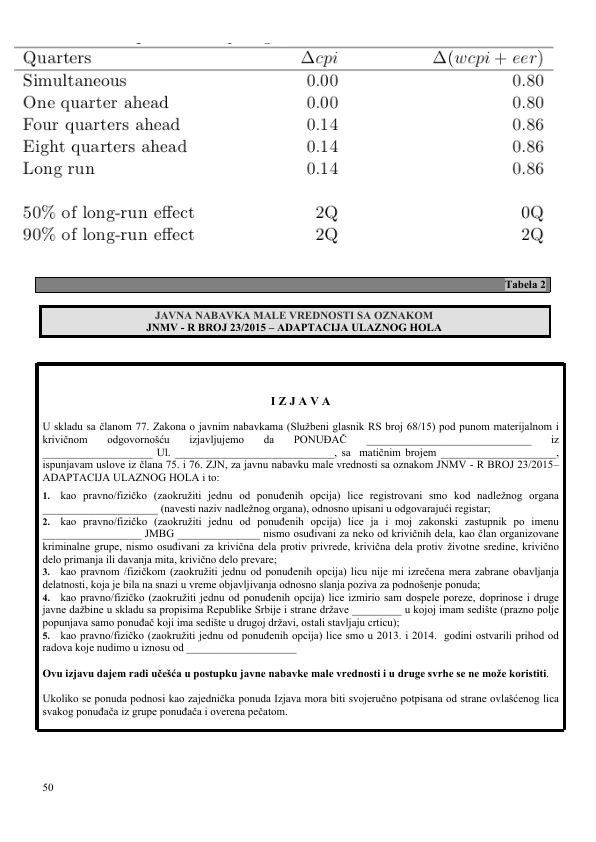 Quarters Δcpi Δ(wcpi + eer)
Simultaneous 0.00 0.80
One quarter ahead 0.00 0.80
Four quarters ahead 0.14 0.86
Eight quarters ahead 0.14 0.86
Long run 0.14 0.86
50% of long-run effect 2Q 0Q
90% of long-run effect 2Q 2Q
Tabela 2
JAVNA NABAVKA MALE VREDNOSTI SA OZNAKOM
JNMV - R BROJ 23/2015 – ADAPTACIJA ULAZNOG HOLA
I Z J A V A
U skladu sa članom 77. Zakona o javnim nabavkama (Službeni glasnik RS broj 68/15) pod punom materijalnom i
krivičnom odgovornošću izjavljujemo da PONUĐAČ ______________________________ iz
____________________ Ul. _____________________________, sa matičnim brojem _____________________,
ispunjavam uslove iz člana 75. i 76. ZJN, za javnu nabavku male vrednosti sa oznakom JNMV - R BROJ 23/2015–
ADAPTACIJA ULAZNOG HOLA i to:
1. kao pravno/fizičko (zaokružiti jednu od ponuđenih opcija) lice registrovani smo kod nadležnog organa
_____________________ (navesti naziv nadležnog organa), odnosno upisani u odgovarajući registar;
2. kao pravno/fizičko (zaokružiti jednu od ponuđenih opcija) lice ja i moj zakonski zastupnik po imenu
__________________ JMBG _______________ nismo osuđivani za neko od krivičnih dela, kao član organizovane
kriminalne grupe, nismo osuđivani za krivična dela protiv privrede, krivična dela protiv životne sredine, krivično
delo primanja ili davanja mita, krivično delo prevare;
3. kao pravnom /fizičkom (zaokružiti jednu od ponuđenih opcija) licu nije mi izrečena mera zabrane obavljanja
delatnosti, koja je bila na snazi u vreme objavljivanja odnosno slanja poziva za podnošenje ponuda;
4. kao pravno/fizičko (zaokružiti jednu od ponuđenih opcija) lice izmirio sam dospele poreze, doprinose i druge
javne dažbine u skladu sa propisima Republike Srbije i strane države _________ u kojoj imam sedište (prazno polje
popunjava samo ponuđač koji ima sedište u drugoj državi, ostali stavljaju crticu);
5. kao pravno/fizičko (zaokružiti jednu od ponuđenih opcija) lice smo u 2013. i 2014. godini ostvarili prihod od
radova koje nudimo u iznosu od ____________________
Ovu izjavu dajem radi učešća u postupku javne nabavke male vrednosti i u druge svrhe se ne može koristiti.
Ukoliko se ponuda podnosi kao zajednička ponuda Izjava mora biti svojeručno potpisana od strane ovlašćenog lica
svakog ponuđača iz grupe ponuđača i overena pečatom.
50